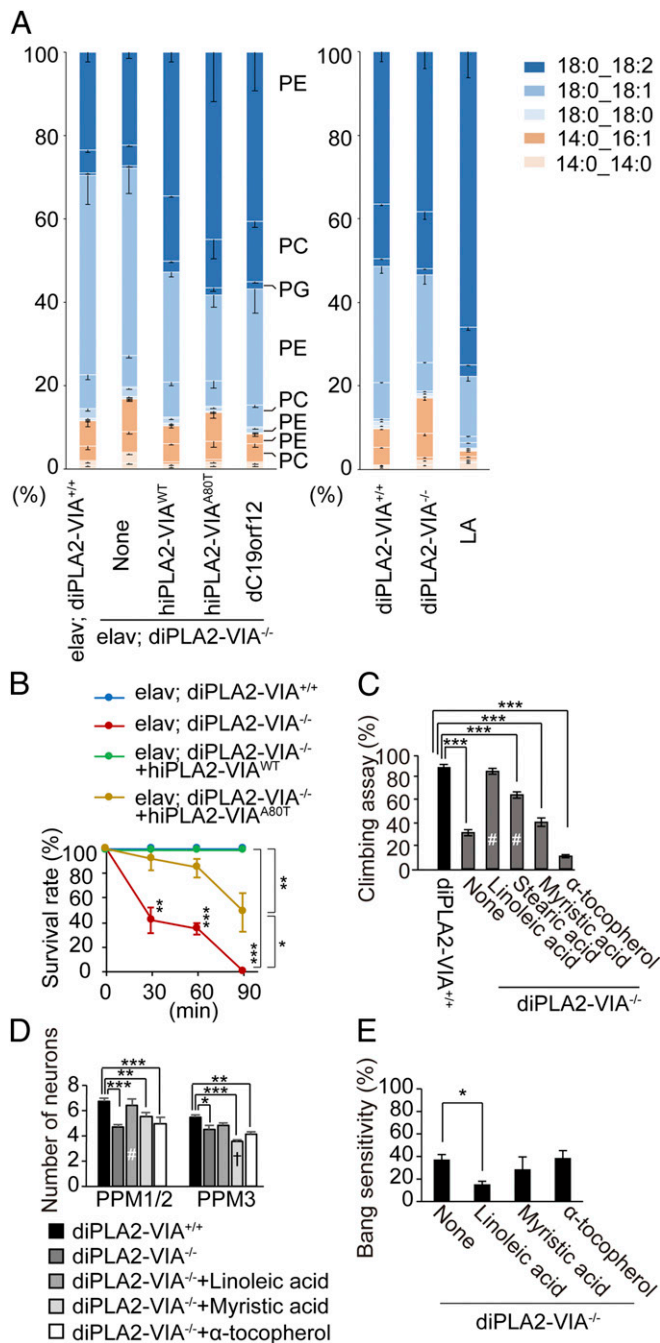 A
100
80
60
40
20
0
(%)
PE
PC
PG
PE
PC
PE
PE
PC
elav; diPLA2-VIA+/+
None
hiPLA2-VIAWT
hiPLA2-VIAA80T
dC19orf12
elav; diPLA2-VIA-/-
100
80
60
40
20
0
(%)
diPLA2-VIA+/+
diPLA2-VIA-/-
LA
18:0_18:2
18:0_18:1
18:0_18:0
14:0_16:1
14:0_14:0
B
elav; diPLA2-VIA+/+
elav; diPLA2-VIA-/-
elav; diPLA2-VIA-/-
+hiPLA2-VIAWT
elav; diPLA2-VIA-/-
+hiPLA2-VIAA80T
Survival rate (%)
100
80
60
40
20
0
0 30 60 90
(min)
**
***
***
**
*
C
Climbing assay (%)
100
80
60
40
20
0
***
***
***
***
#
#
diPLA2-VIA+/+
None
Linoleic acid
Stearic acid
Myristic acid
α-tocopherol
diPLA2-VIA-/-
D
Number of neurons
8
6
4
2
0
***
**
***
**
***
*
#
†
PPM1/2
PPM3
diPLA2-VIA+/+
diPLA2-VIA-/-
diPLA2-VIA-/-+Linoleic acid
diPLA2-VIA-/-+Myristic acid
diPLA2-VIA-/-+α-tocopherol
E
Bang sensitivity (%)
100
80
60
40
20
0
*
None
Linoleic acid
Myristic acid
α-tocopherol
diPLA2-VIA-/-